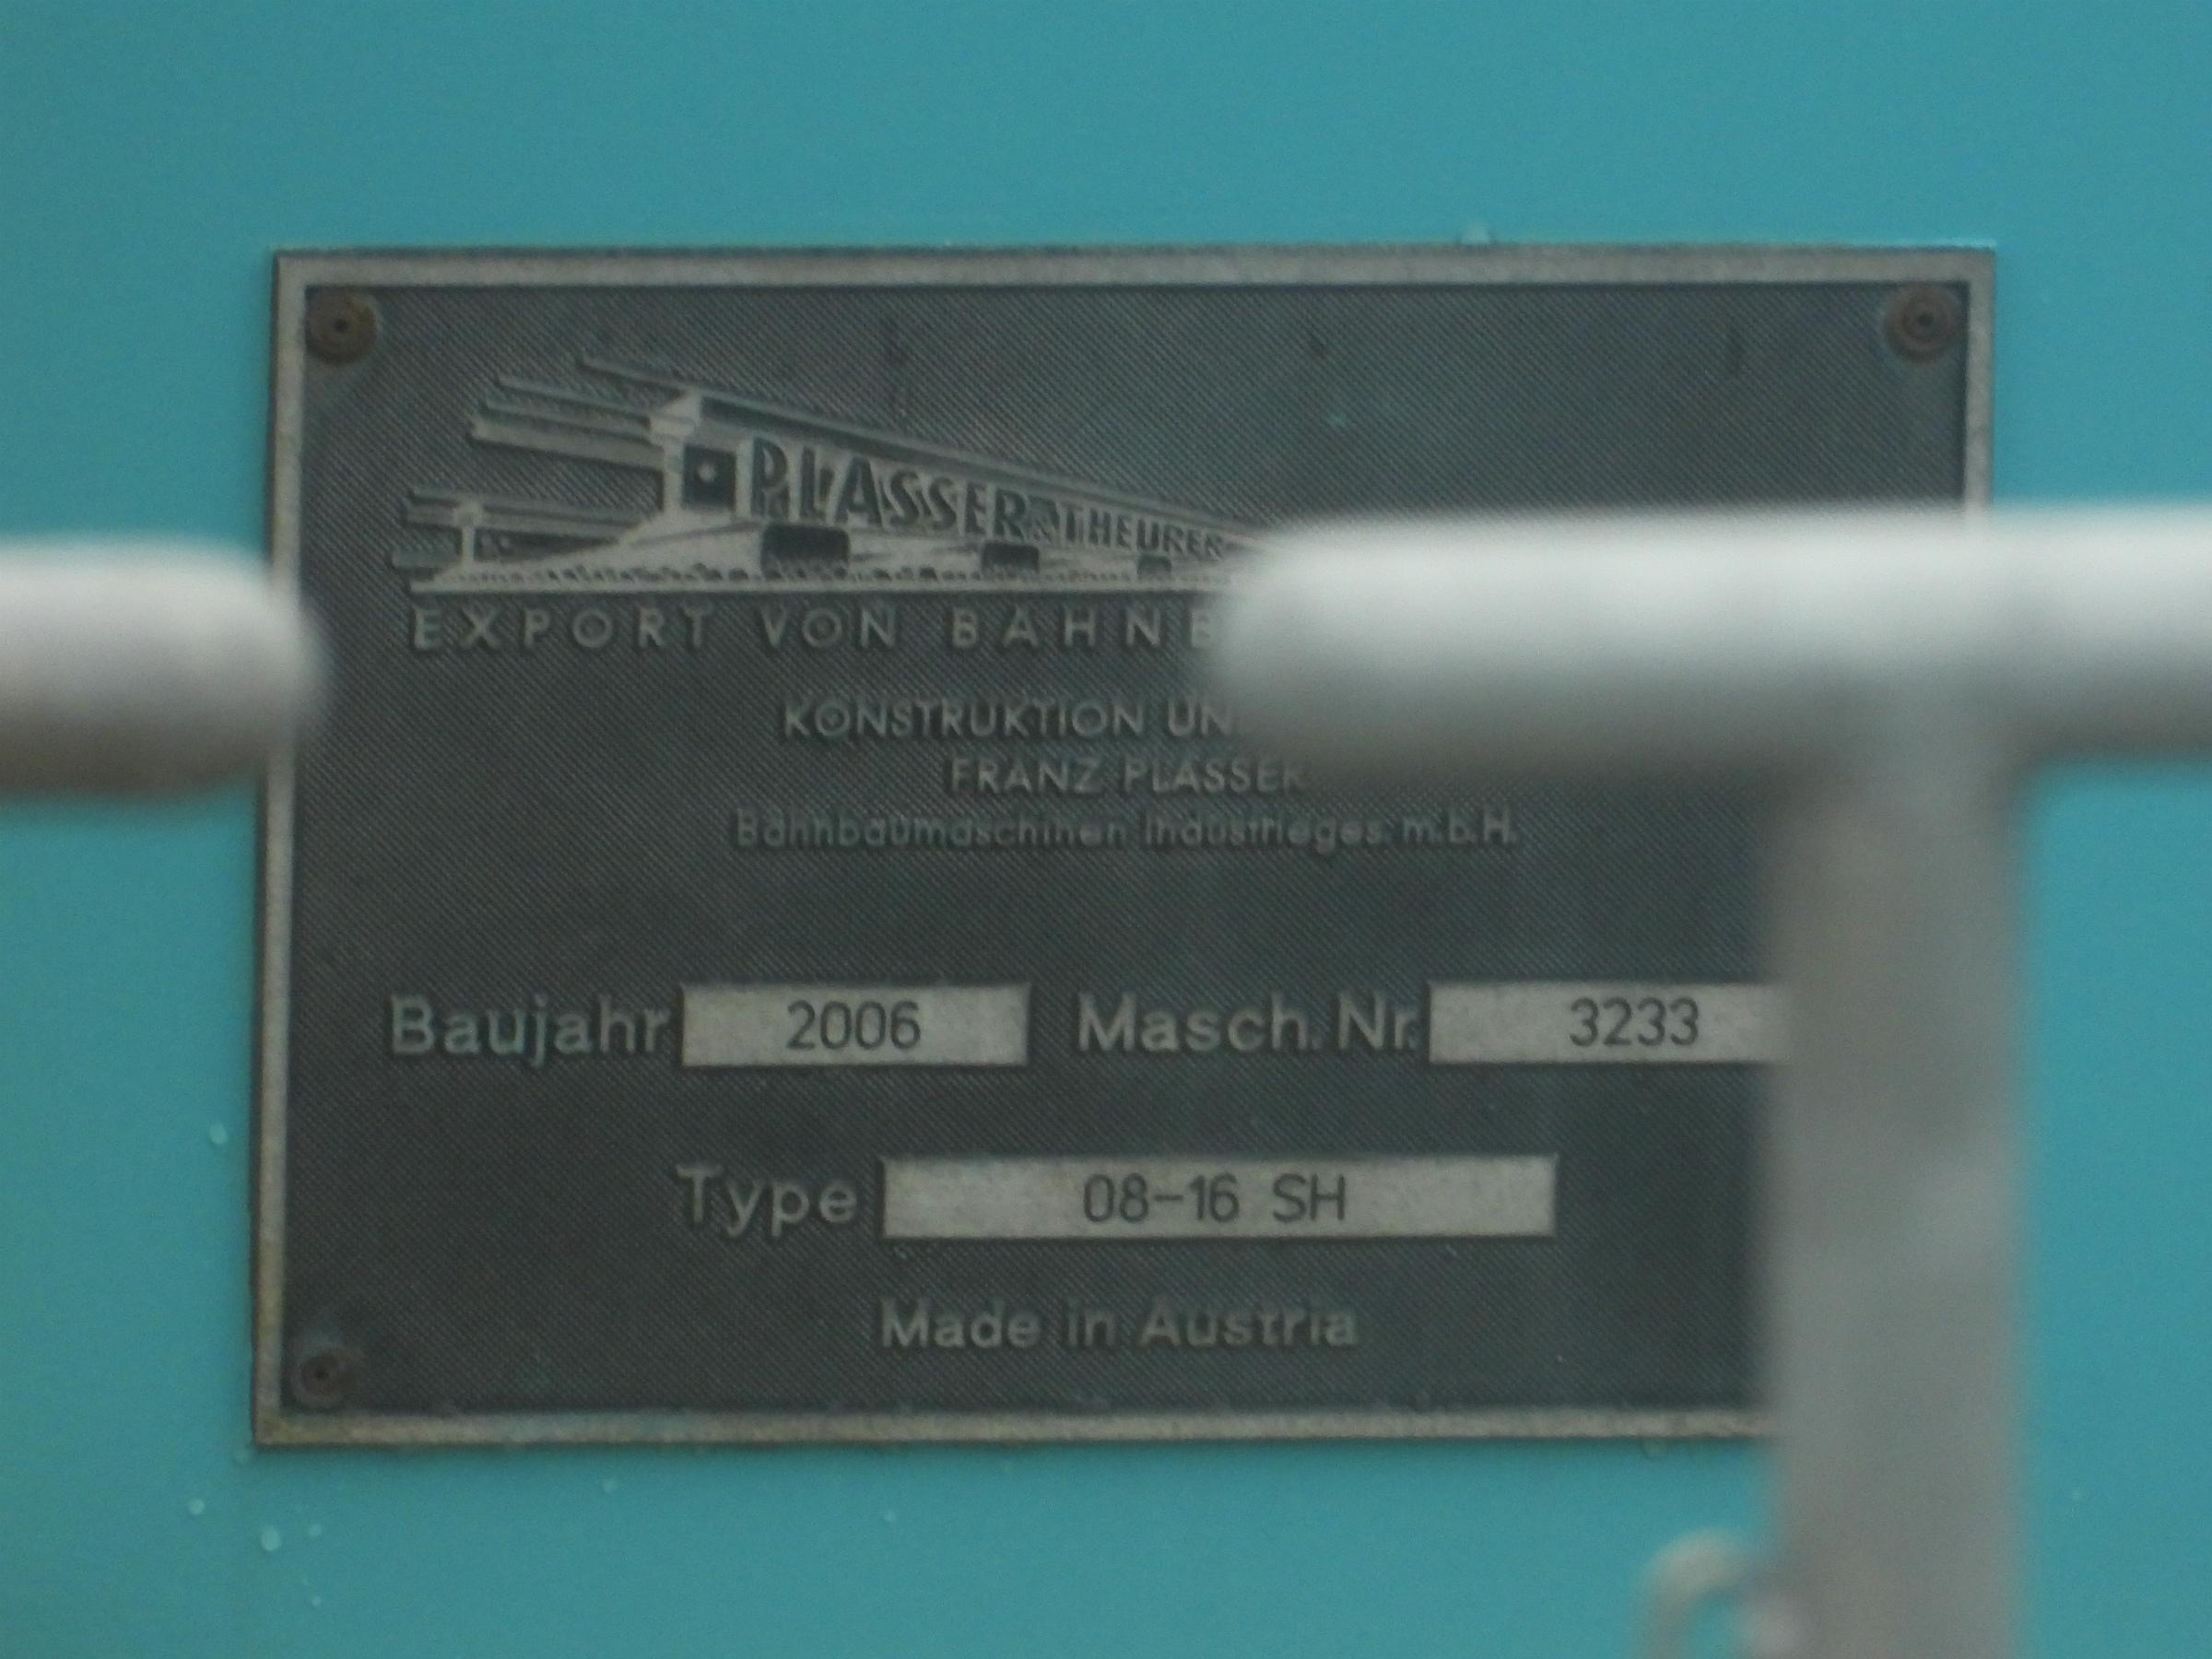 PLASSER & THEURER
EXPORT VON BAHNB
KONSTRUKTION UN
FRANZ PLASSER
Bahnbaumaschinen Industrieges.m.b.H.
Baujahr 2006 Masch. Nr. 3233
Type 08-16 SH
Made in Austria